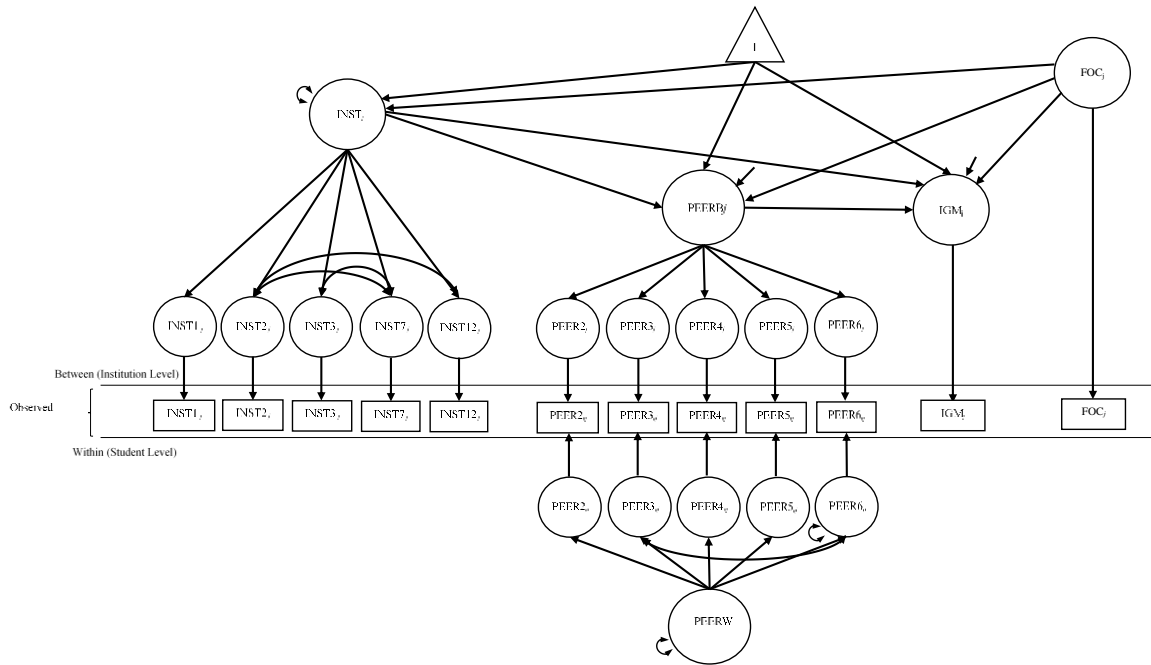 1
FOCj
INSTj
PEERBj
IGMj
INST1j
INST2j
INST3j
INST7j
INST12j
PEER2j
PEER3j
PEER4j
PEER5j
PEER6j
Between (Institution Level)
Observed
INST1j
INST2j
INST3j
INST7j
INST12j
PEER2ij
PEER3ij
PEER4ij
PEER5ij
PEER6ij
IGMj
FOCj
Within (Student Level)
PEER2ij
PEER3ij
PEER4ij
PEER5ij
PEER6ij
PEERW